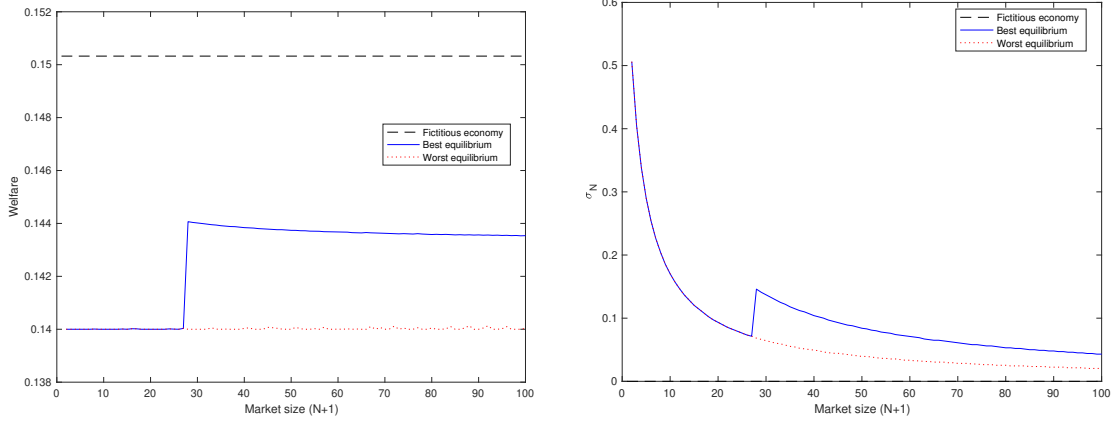 0.152
0.15
0.148
0.146
0.144
0.142
0.14
0.138
Welfare
0 10 20 30 40 50 60 70 80 90 100
Market size (N+1)
Fictitious economy
Best equilibrium
Worst equilibrium
0.6
0.5
0.4
0.3
0.2
0.1
0
σN
0 10 20 30 40 50 60 70 80 90 100
Market size (N+1)
Fictitious economy
Best equilibrium
Worst equilibrium